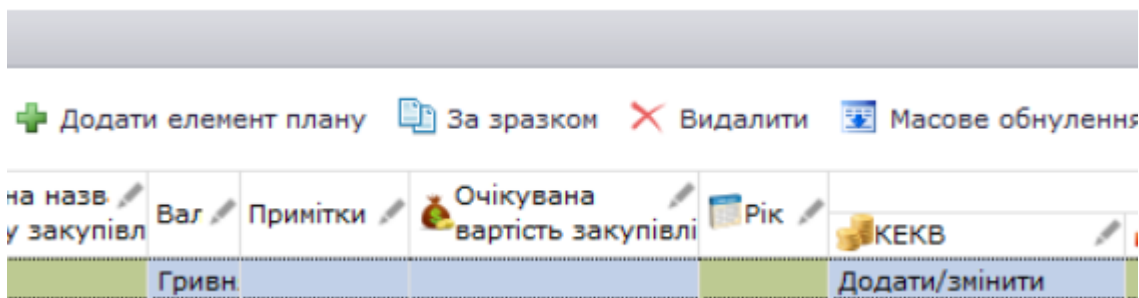 Додати елемент плану За зразком Видалити Масове обнулення
на назв Вал Примітки Очікувана Рік
у закупівл вартість закупівлі КЕКВ
Гривн Додати/змінити